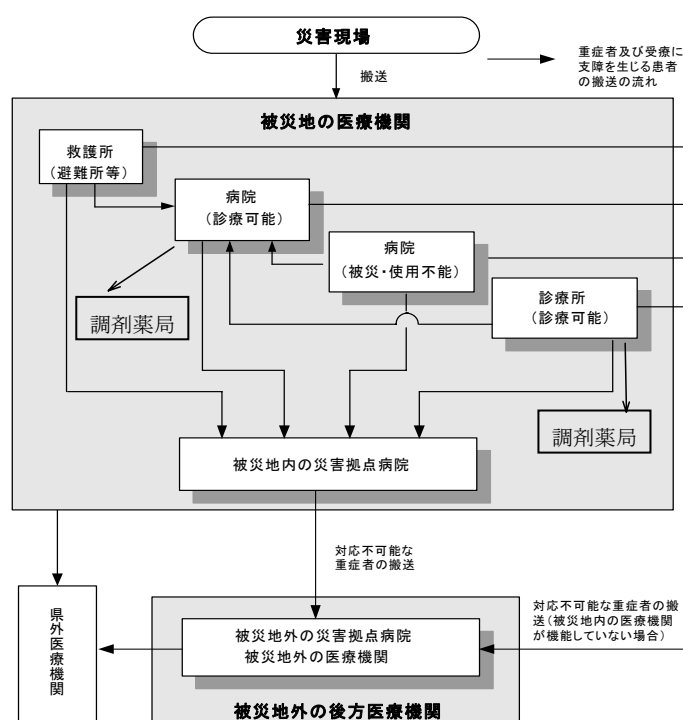 災害現場
重症者及び受療に
支障を生じる患者
の搬送の流れ
搬送
被災地の医療機関
救護所
(避難所等)
病院
(診療可能)
病院
(被災・使用不能)
診療所
(診療可能)
調剤薬局
調剤薬局
被災地内の災害拠点病院
対応不可能な
重症者の搬送
県外医療機関
対応不可能な重症者の搬
送(被災地内の医療機関
が機能していない場合)
被災地外の災害拠点病院
被災地外の医療機関
被災地外の後方医療機関